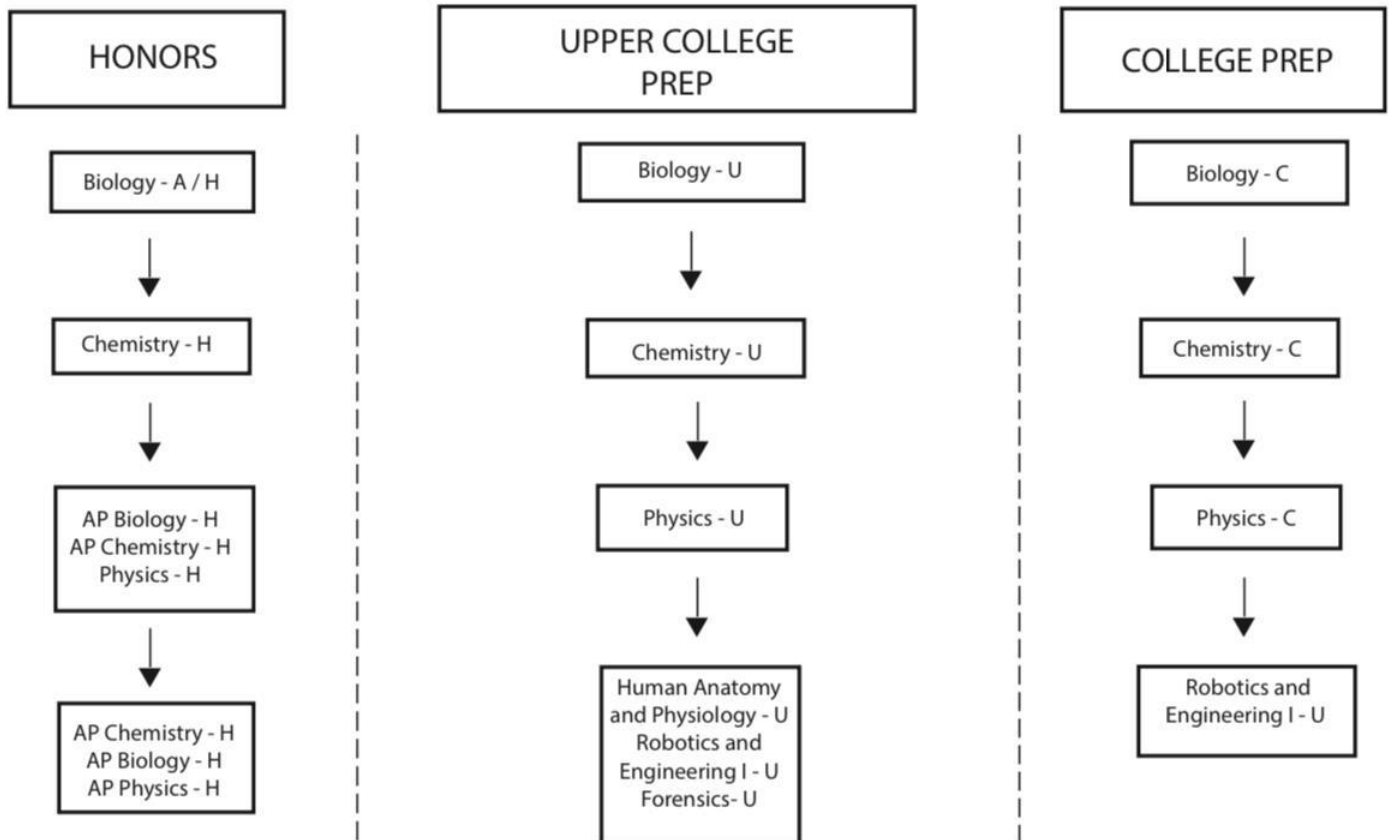 HONORS
Biology - A / H
Chemistry - H
AP Biology - H
AP Chemistry - H
Physics - H
AP Chemistry - H
AP Biology - H
AP Physics - H
UPPER COLLEGE
PREP
Biology - U
Chemistry - U
Physics - U
Human Anatomy
and Physiology - U
Robotics and
Engineering I - U
Forensics- U
COLLEGE PREP
Biology - C
Chemistry - C
Physics - C
Robotics and
Engineering I - U